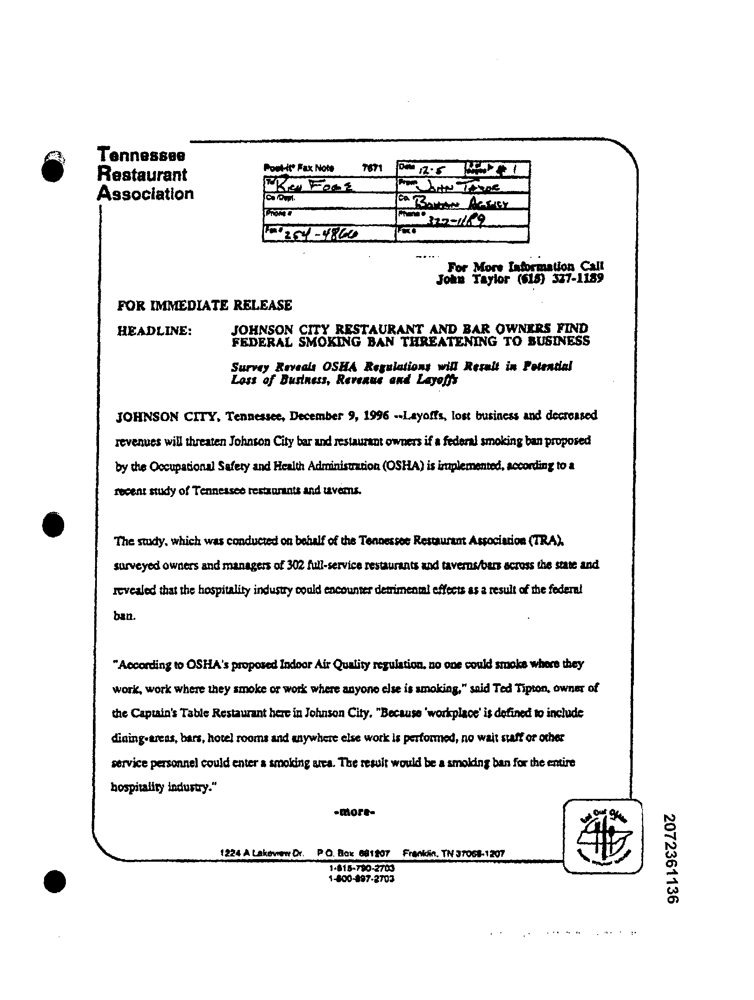 Tennessee
Restaurant
Association
Post-it® Fax Note 7671 Date 12-5 # of pages 1
To From John Taylor
Co./Dept. Co. Bohan Agency
Phone # Phone # 327-1189
Fax # 254-4866 Fax #
For More Information Call
John Taylor (615) 327-1189
FOR IMMEDIATE RELEASE
HEADLINE: JOHNSON CITY RESTAURANT AND BAR OWNERS FIND
FEDERAL SMOKING BAN THREATENING TO BUSINESS
Survey Reveals OSHA Regulations will Result in Potential
Loss of Business, Revenue and Layoffs
JOHNSON CITY, Tennessee, December 9, 1996 --Layoffs, lost business and decreased
revenues will threaten Johnson City bar and restaurant owners if a federal smoking ban proposed
by the Occupational Safety and Health Administration (OSHA) is implemented, according to a
recent study of Tennessee restaurants and taverns.
The study, which was conducted on behalf of the Tennessee Restaurant Association (TRA),
surveyed owners and managers of 302 full-service restaurants and taverns/bars across the state and
revealed that the hospitality industry could encounter detrimental effects as a result of the federal
ban.
"According to OSHA's proposed Indoor Air Quality regulation, no one could smoke where they
work, work where they smoke or work where anyone else is smoking," said Ted Tipton, owner of
the Captain's Table Restaurant here in Johnson City. "Because 'workplace' is defined to include
dining-areas, bars, hotel rooms and anywhere else work is performed, no wait staff or other
service personnel could enter a smoking area. The result would be a smoking ban for the entire
hospitality industry."
-more-
Eat Out Often
1224 A Lakeview Dr. P.O. Box 681207 Franklin, TN 37068-1207
1-615-790-2703
1-800-897-2703
2072361136